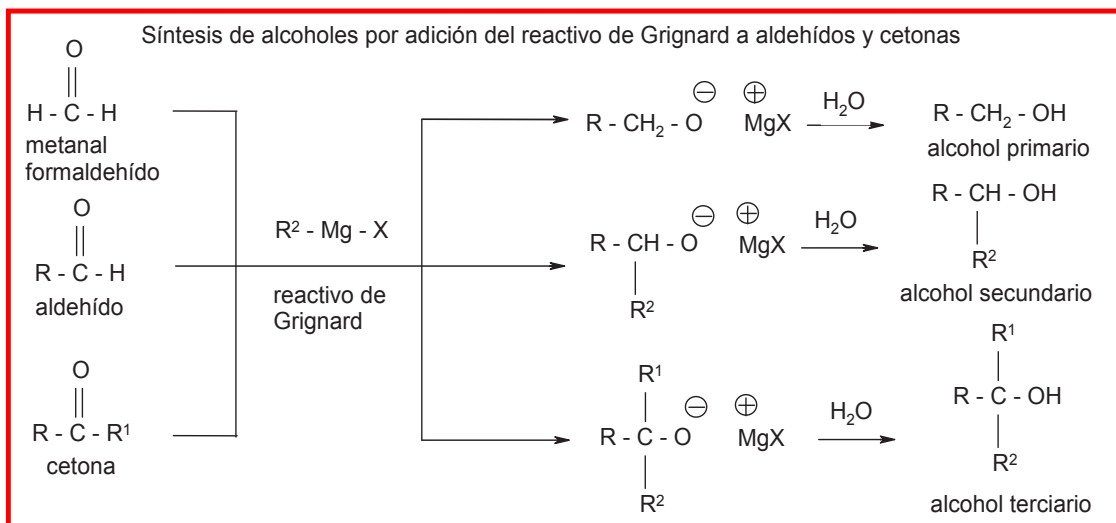 Síntesis de alcoholes por adición del reactivo de Grignard a aldehídos y cetonas
O
H - C - H
metanal
formaldehído
R - CH₂ - O ⊖ ⊕ MgX
H₂O
R - CH₂ - OH
alcohol primario
O
R - C - H
aldehído
R² - Mg - X
reactivo de
Grignard
R - CH - O ⊖ ⊕ MgX
R²
H₂O
R - CH - OH
R²
alcohol secundario
O
R - C - R¹
cetona
R¹
R - C - O ⊖ ⊕ MgX
R²
H₂O
R¹
R - C - OH
R²
alcohol terciario